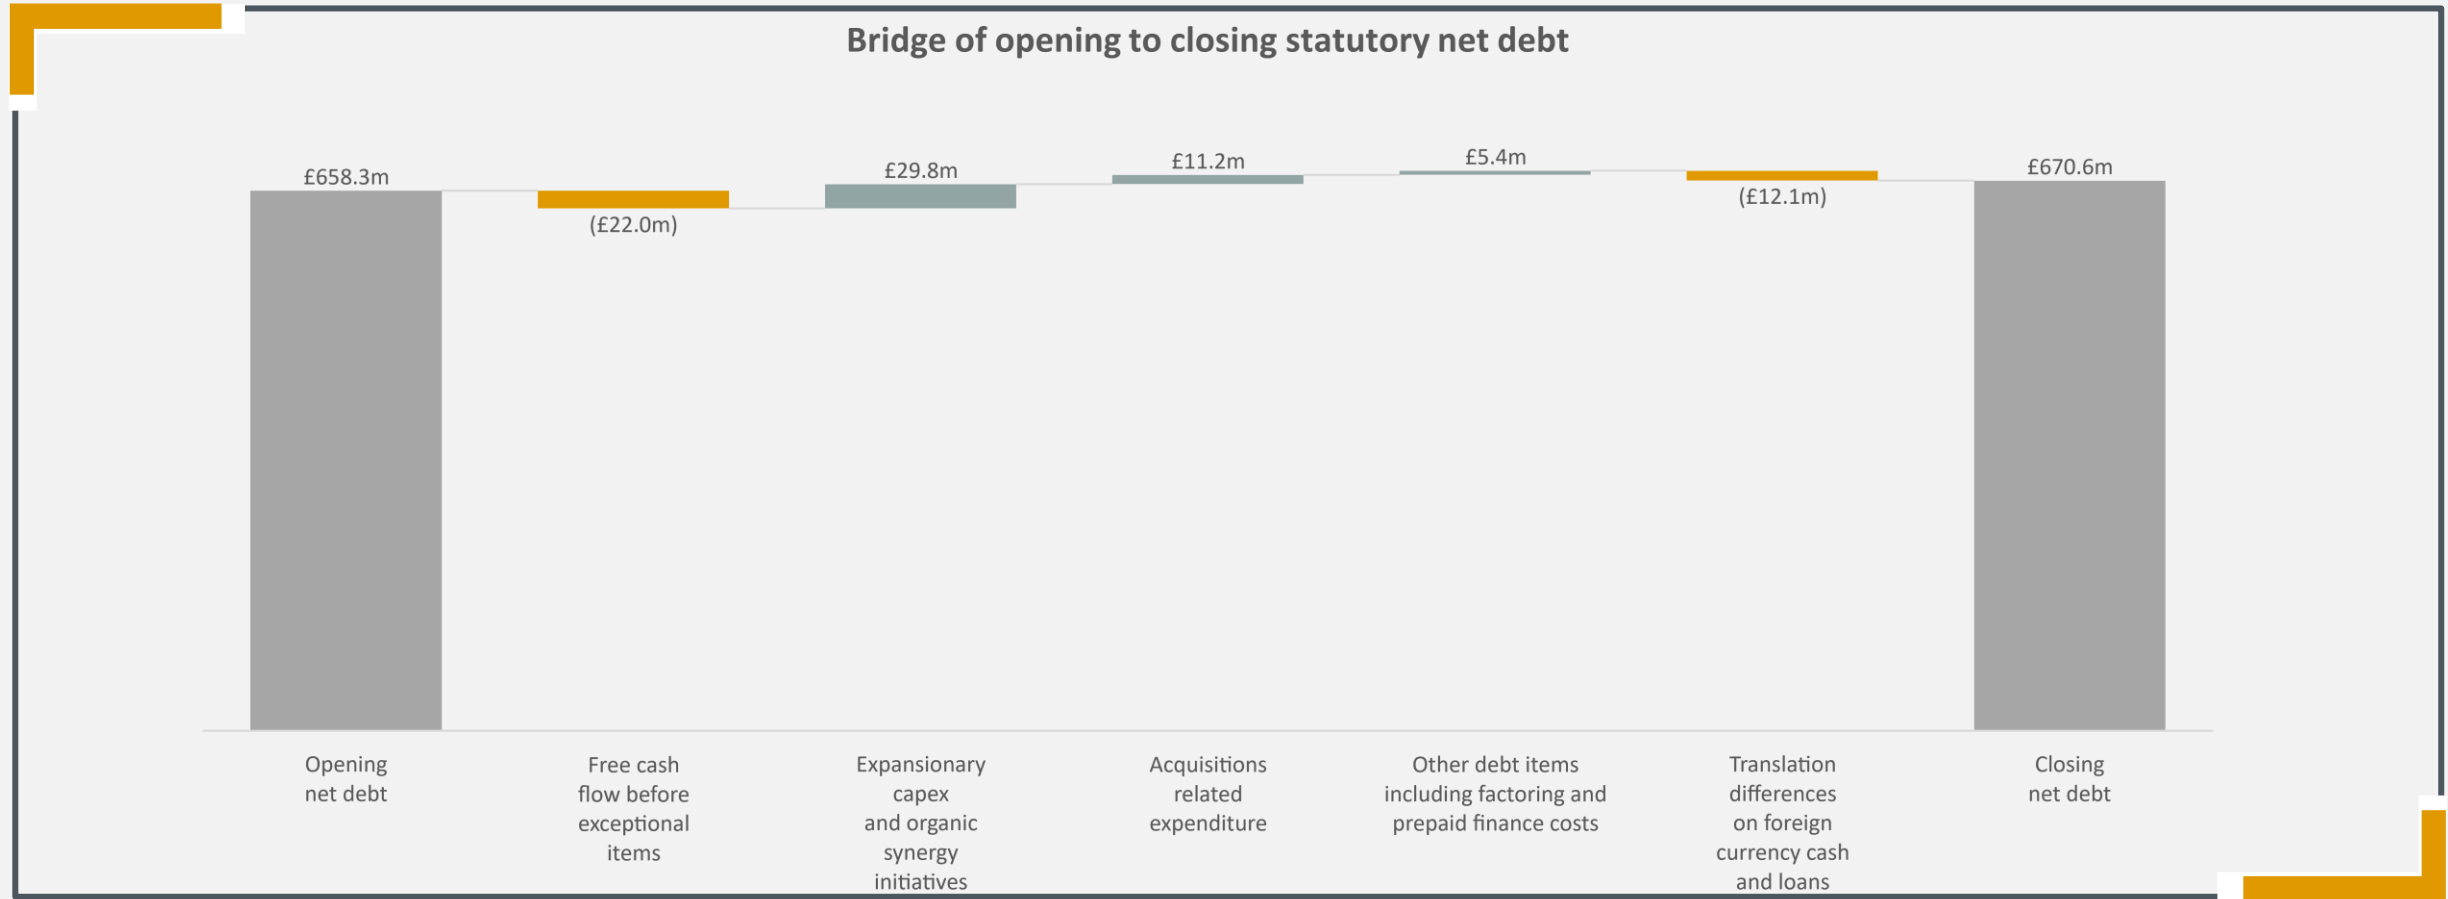 Bridge of opening to closing statutory net debt
£658.3m
(£22.0m)
£29.8m
£11.2m
£5.4m
(£12.1m)
£670.6m
Opening
net debt
Free cash
flow before
exceptional
items
Expansionary
capex
and organic
synergy
initiatives
Acquisitions
related
expenditure
Other debt items
including factoring and
prepaid finance costs
Translation
differences
on foreign
currency cash
and loans
Closing
net debt